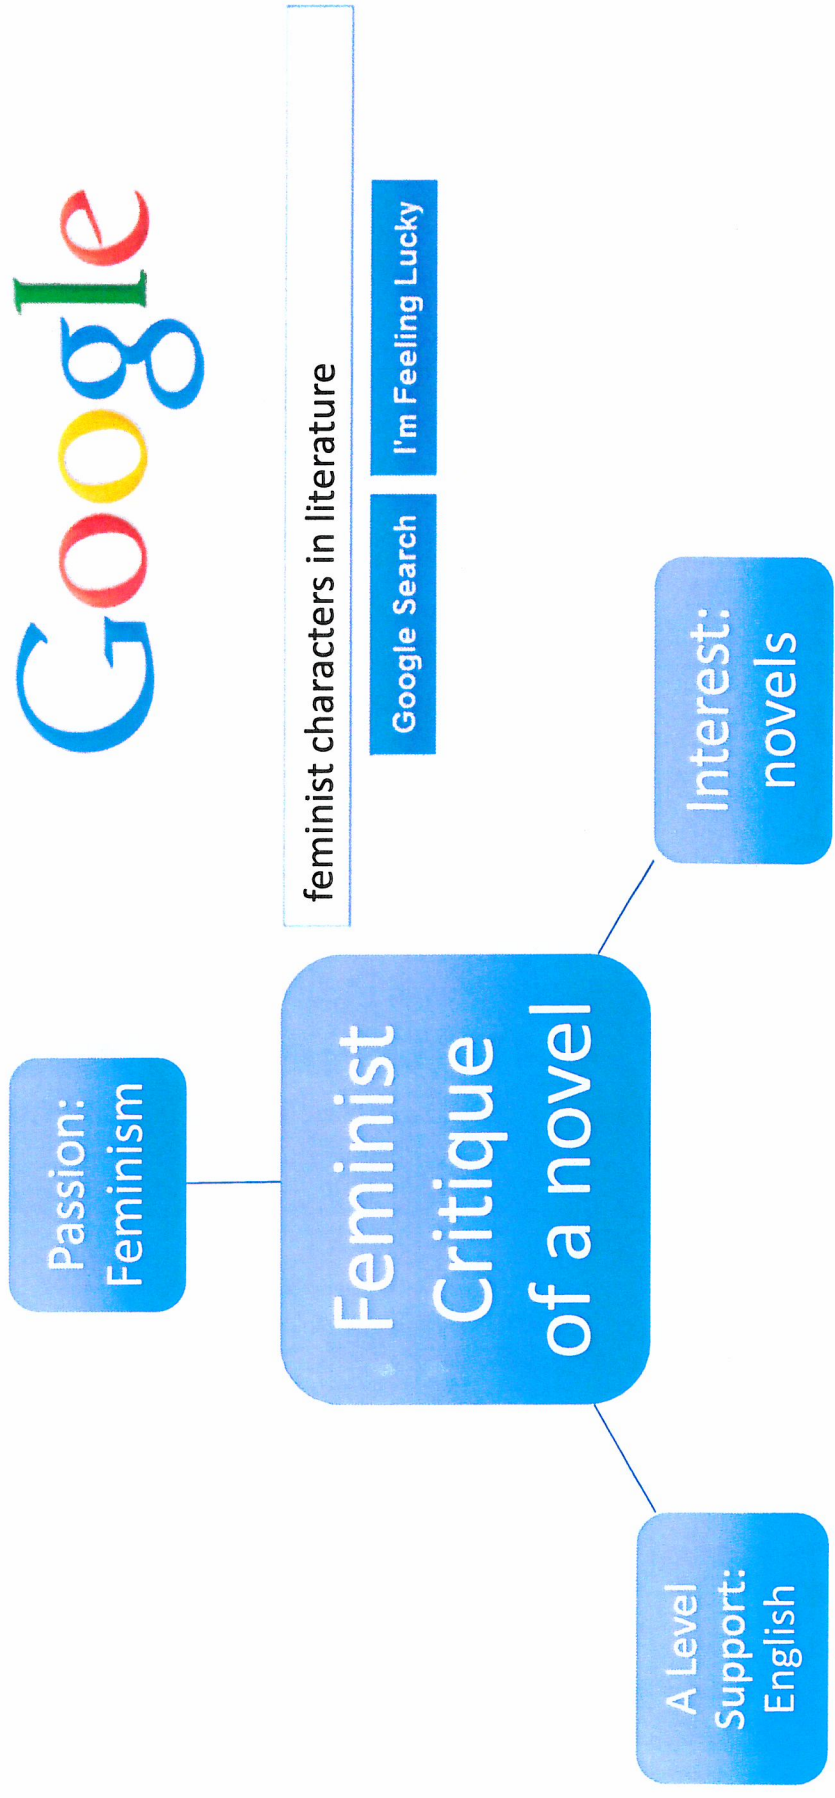 Passion:
Feminism
Feminist
Critique
of a novel
A Level
Support:
English
Interest:
novels
Google
feminist characters in literature
Google Search
I'm Feeling Lucky